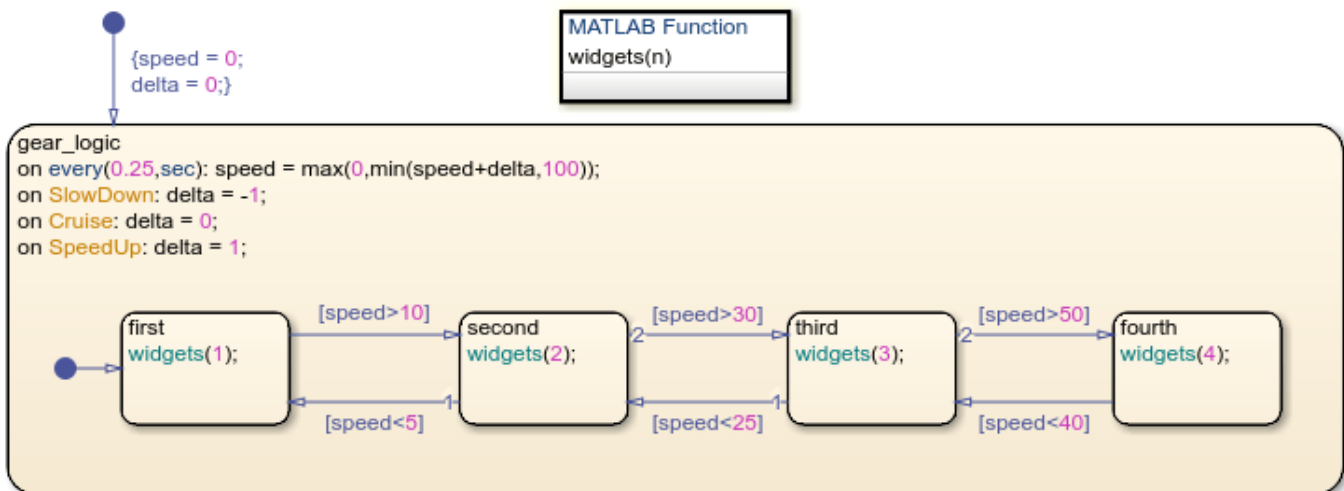 {speed = 0;
delta = 0;}
MATLAB Function
widgets(n)
gear_logic
on every(0.25,sec): speed = max(0,min(speed+delta,100));
on SlowDown: delta = -1;
on Cruise: delta = 0;
on SpeedUp: delta = 1;
first
widgets(1);
[speed>10]
[speed<5]
second
widgets(2);
2
1
[speed>30]
[speed<25]
third
widgets(3);
2
1
[speed>50]
[speed<40]
fourth
widgets(4);